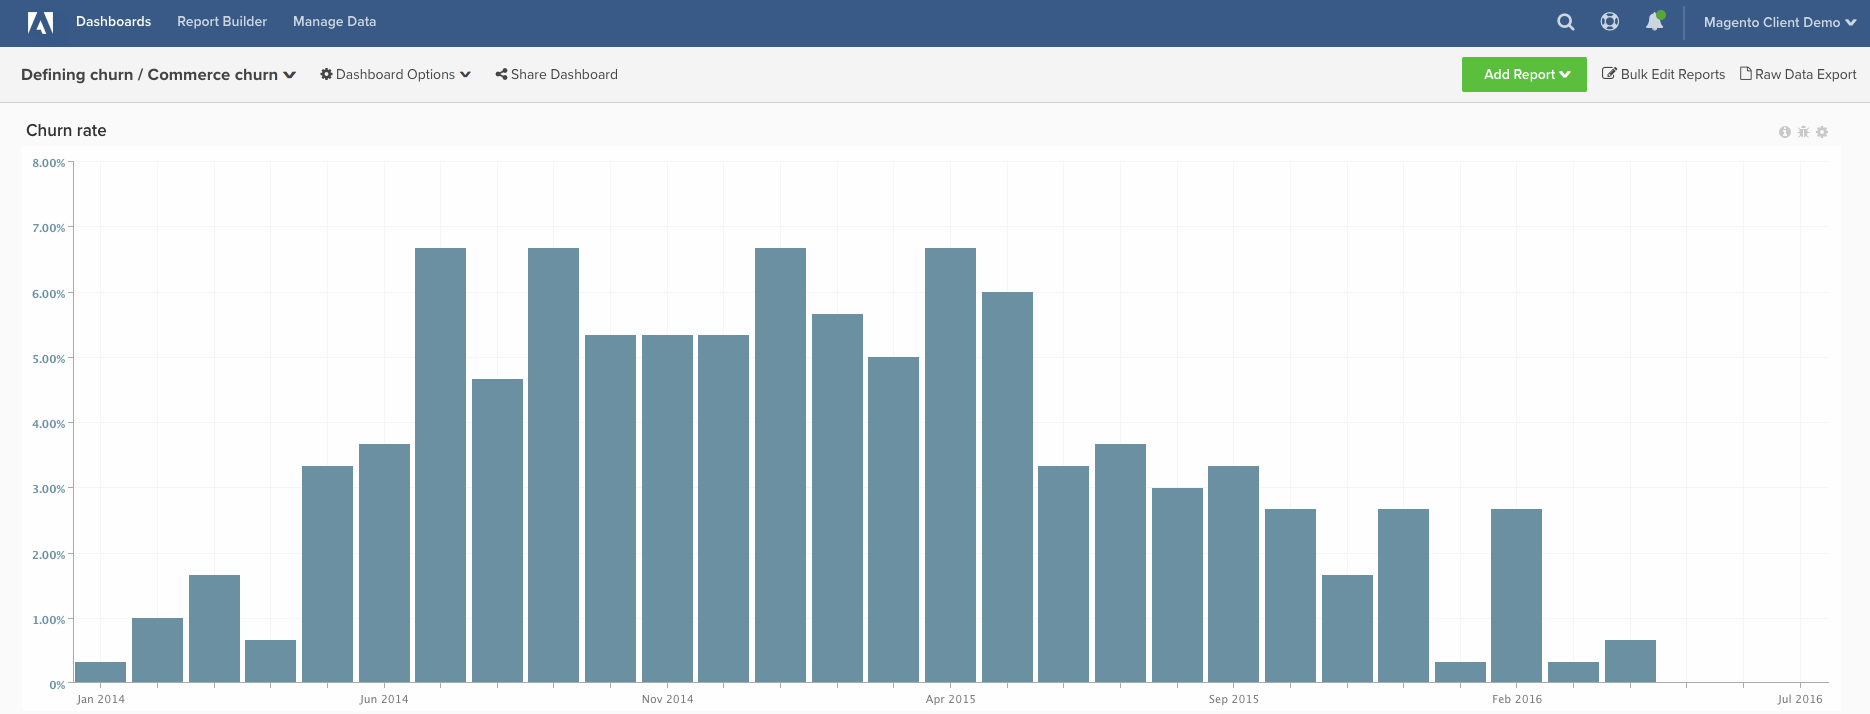 Dashboards Report Builder Manage Data Magento Client Demo
Defining churn / Commerce churn Dashboard Options Share Dashboard Add Report Bulk Edit Reports Raw Data Export
Churn rate
8.00%
7.00%
6.00%
5.00%
4.00%
3.00%
2.00%
1.00%
0%
Jan 2014 Jun 2014 Nov 2014 Apr 2015 Sep 2015 Feb 2016 Jul 2016